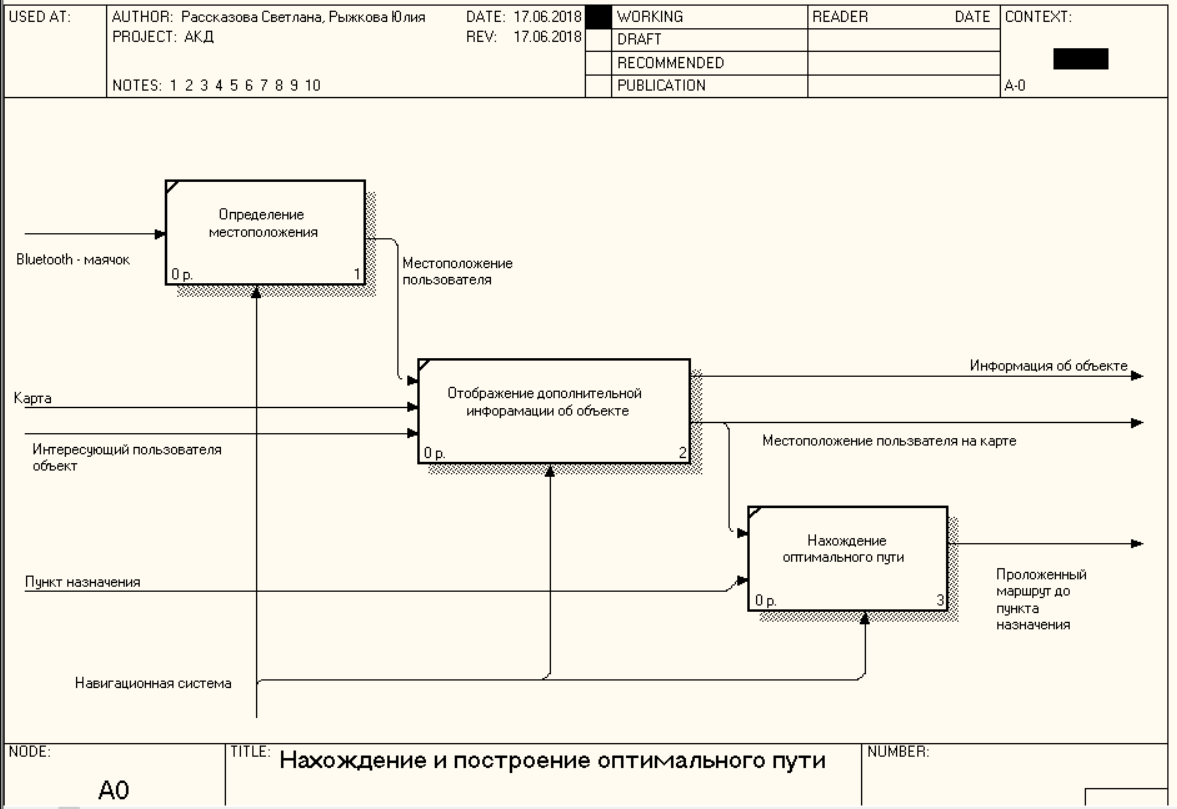 USED AT:
AUTHOR: Рассказова Светлана, Рыжкова Юлия
DATE: 17.06.2018
WORKING
READER
DATE
CONTEXT:
PROJECT: АКД
REV: 17.06.2018
DRAFT
RECOMMENDED
NOTES: 1 2 3 4 5 6 7 8 9 10
PUBLICATION
A-0
Определение
местоположения
0 р.
1
Bluetooth - маячок
Местоположение
пользователя
Информация об объекте
Карта
Отображение дополнительной
инфорамации об объекте
0 р.
2
Интересующий пользователя
объект
Местоположение пользвателя на карте
Нахождение
оптимального пути
0 р.
3
Пункт назначения
Проложенный
маршрут до
пункта
назначения
Навигационная система
NODE:
A0
TITLE:
Нахождение и построение оптимального пути
NUMBER: